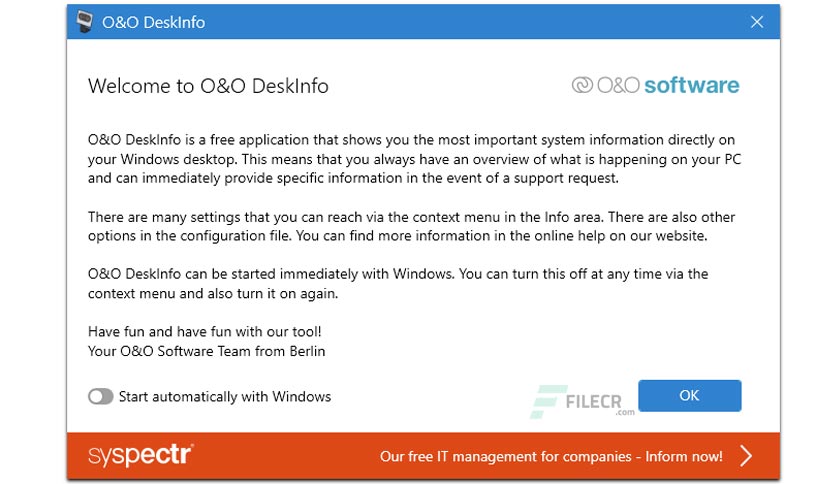 O&O DeskInfo
Welcome to O&O DeskInfo
O&O software
O&O DeskInfo is a free application that shows you the most important system information directly on
your Windows desktop. This means that you always have an overview of what is happening on your PC
and can immediately provide specific information in the event of a support request.
There are many settings that you can reach via the context menu in the Info area. There are also other
options in the configuration file. You can find more information in the online help on our website.
O&O DeskInfo can be started immediately with Windows. You can turn this off at any time via the
context menu and also turn it on again.
Have fun and have fun with our tool!
Your O&O Software Team from Berlin
Start automatically with Windows
FILECR
.com
OK
syspectr
Our free IT management for companies - Inform now!